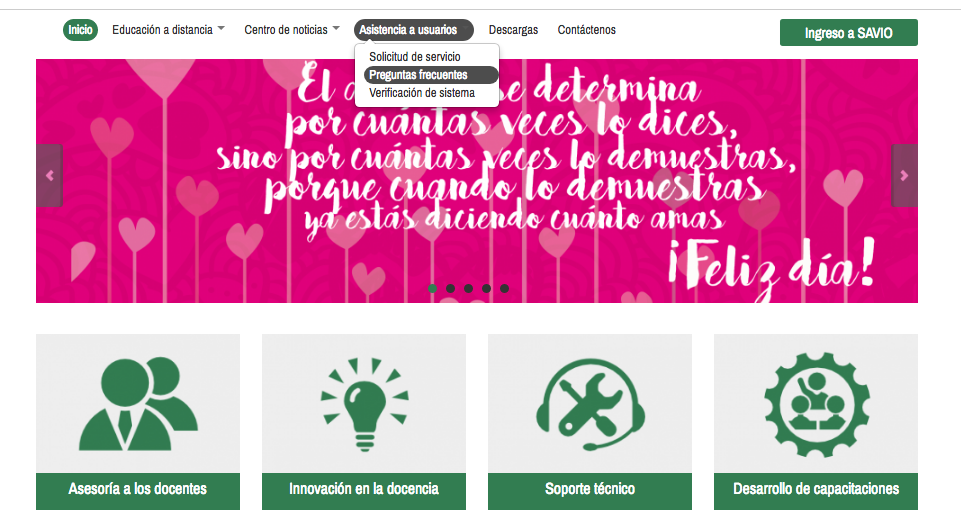 Inicio
Educación a distancia
Centro de noticias
Asistencia a usuarios
Descargas
Contáctenos
Ingreso a SAVIO
Solicitud de servicio
Preguntas frecuentes
Verificación de sistema
El a se determina
por cuántas veces lo dices,
sino por cuántas veces lo demuestras,
porque cuando lo demuestras
ya estás diciendo cuánto amas
¡Feliz día!
Asesoría a los docentes
Innovación en la docencia
Soporte técnico
Desarrollo de capacitaciones